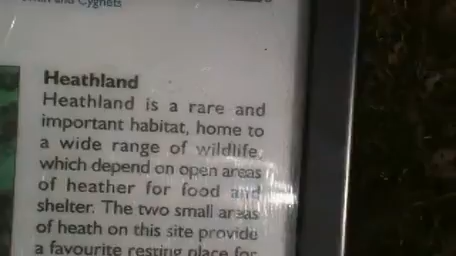 and Cygnets
Heathland
Heathland is a rare and
important habitat, home to
a wide range of wildlife,
which depend on open areas
of heather for food and
shelter. The two small areas
of heath on this site provide
a favourite resting place for